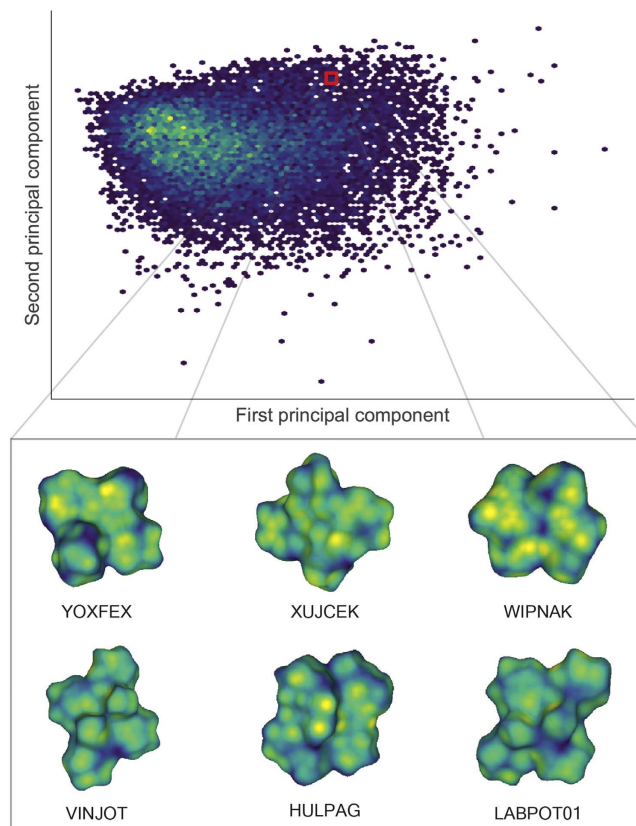 Second principal component
First principal component
YOXFEX
XUJCEK
WIPNAK
VINJOT
HULPAG
LABPOT01